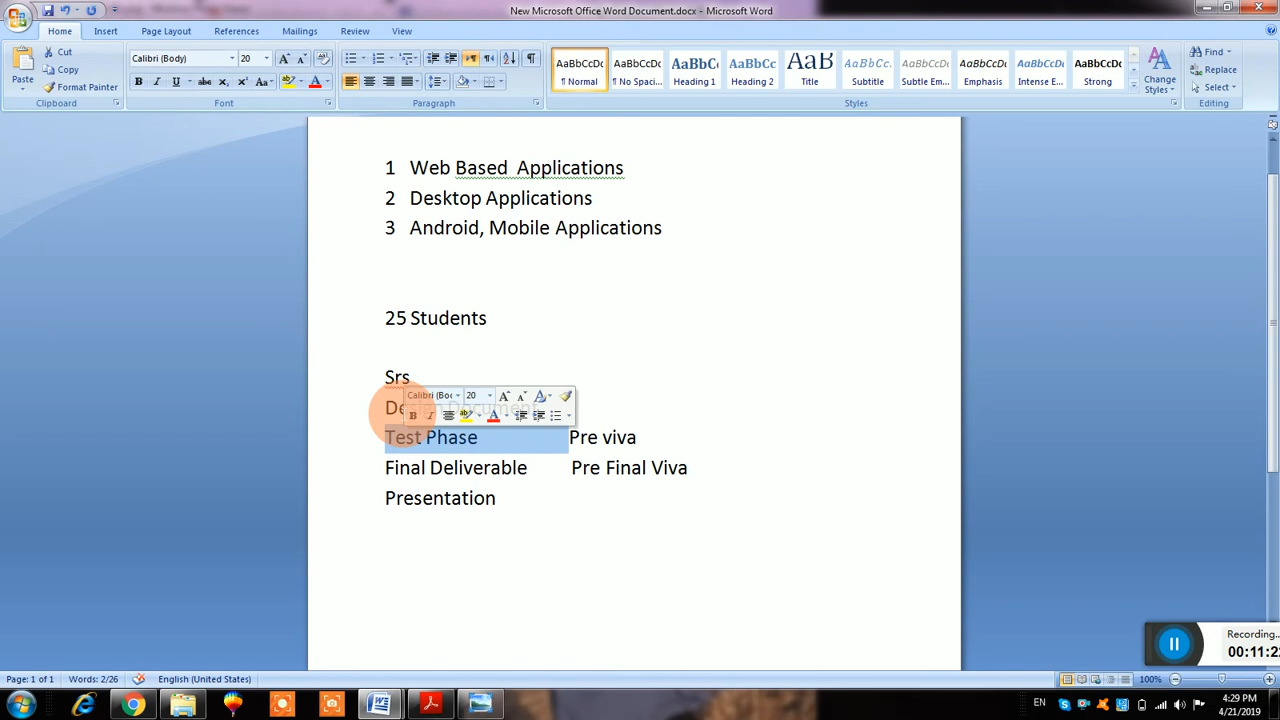 New Microsoft Office Word Document.docx - Microsoft Word
Home Insert Page Layout References Mailings Review View
Paste Cut Copy Format Painter
Calibri (Body) 20
AaBbCcDc AaBbCcDc AaBbC AaBbCc AaB AaBbCc. AaBbCcDc AaBbCcDc AaBbCcDc AaBbCcDc
¶ Normal ¶ No Spaci... Heading 1 Heading 2 Title Subtitle Subtle Em... Emphasis Intense E... Strong
Change Styles
Find Replace Select
Clipboard Font Paragraph Styles Editing
1 Web Based Applications
2 Desktop Applications
3 Android, Mobile Applications
25 Students
Srs
Calibri (Boc 20
Design Document
Test Phase Pre viva
Final Deliverable Pre Final Viva
Presentation
Recording...
00:11:2
Page: 1 of 1 Words: 2/26 English (United States) 100%
EN 4:29 PM
4/21/2019